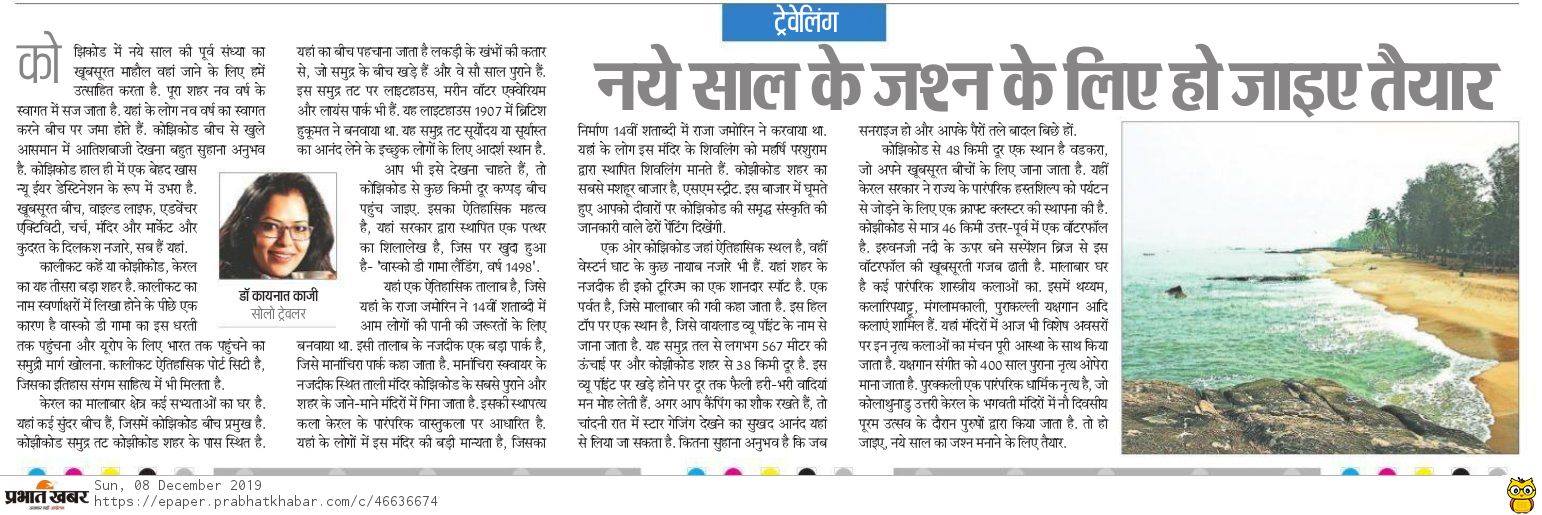 ट्रेवेलिंग
नये साल के जश्न के लिए हो जाइए तैयार
कोझिकोड में नये साल की पूर्व संध्या का
खूबसूरत माहौल वहां जाने के लिए हमें
उत्साहित करता है. पूरा शहर नव वर्ष के
स्वागत में सज जाता है. यहां के लोग नव वर्ष का स्वागत
करने बीच पर जमा होते हैं. कोझिकोड बीच से खुले
आसमान में आतिशबाजी देखना बहुत सुहाना अनुभव
है. कोझिकोड हाल ही में एक बेहद खास
न्यू ईयर डेस्टिनेशन के रूप में उभरा है.
खूबसूरत बीच, वाइल्ड लाइफ, एडवेंचर
एक्टिविटी, चर्च, मंदिर और मार्केट और
कुदरत के दिलकश नजारे, सब हैं यहां.
कालीकट कहें या कोझीकोड, केरल
का यह तीसरा बड़ा शहर है. कालीकट का
नाम स्वर्णाक्षरों में लिखा होने के पीछे एक
कारण है वास्को डी गामा का इस धरती
तक पहुंचना और यूरोप के लिए भारत तक पहुंचने का
समुद्री मार्ग खोलना. कालीकट ऐतिहासिक पोर्ट सिटी है,
जिसका इतिहास संगम साहित्य में भी मिलता है.
केरल का मालाबार क्षेत्र कई सभ्यताओं का घर है.
यहां कई सुंदर बीच हैं, जिसमें कोझिकोड बीच प्रमुख है.
कोझीकोड समुद्र तट कोझीकोड शहर के पास स्थित है.
डॉ कायनात काजी
सोलो ट्रेवलर
यहां का बीच पहचाना जाता है लकड़ी के खंभों की कतार
से, जो समुद्र के बीच खड़े हैं और वे सौ साल पुराने हैं.
इस समुद्र तट पर लाइटहाउस, मरीन वॉटर एक्वेरियम
और लायंस पार्क भी हैं. यह लाइटहाउस 1907 में ब्रिटिश
हुकूमत ने बनवाया था. यह समुद्र तट सूर्योदय या सूर्यास्त
का आनंद लेने के इच्छुक लोगों के लिए आदर्श स्थान है.
आप भी इसे देखना चाहते हैं, तो
कोझिकोड से कुछ किमी दूर कप्पड़ बीच
पहुंच जाइए. इसका ऐतिहासिक महत्व
है, यहां सरकार द्वारा स्थापित एक पत्थर
का शिलालेख है, जिस पर खुदा हुआ
है- 'वास्को डी गामा लैंडिंग, वर्ष 1498'.
यहां एक ऐतिहासिक तालाब है, जिसे
यहां के राजा जमोरिन ने 14वीं शताब्दी में
आम लोगों की पानी की जरूरतों के लिए
बनवाया था. इसी तालाब के नजदीक एक बड़ा पार्क है,
जिसे मानांचिरा पार्क कहा जाता है. मानांचिरा स्क्वायर के
नजदीक स्थित ताली मंदिर कोझिकोड के सबसे पुराने और
शहर के जाने-माने मंदिरों में गिना जाता है. इसकी स्थापत्य
कला केरल के पारंपरिक वास्तुकला पर आधारित है.
यहां के लोगों में इस मंदिर की बड़ी मान्यता है, जिसका
निर्माण 14वीं शताब्दी में राजा जमोरिन ने करवाया था.
यहां के लोग इस मंदिर के शिवलिंग को महर्षि परशुराम
द्वारा स्थापित शिवलिंग मानते हैं. कोझीकोड शहर का
सबसे मशहूर बाजार है, एसएम स्ट्रीट. इस बाजार में घूमते
हुए आपको दीवारों पर कोझिकोड की समृद्ध संस्कृति की
जानकारी वाले ढेरों पेंटिंग दिखेंगी.
एक ओर कोझिकोड जहां ऐतिहासिक स्थल है, वहीं
वेस्टर्न घाट के कुछ नायाब नजारे भी हैं. यहां शहर के
नजदीक ही इको टूरिज्म का एक शानदार स्पॉट है. एक
पर्वत है, जिसे मालाबार की गवी कहा जाता है. इस हिल
टॉप पर एक स्थान है, जिसे वायलाड व्यू पॉइंट के नाम से
जाना जाता है. यह समुद्र तल से लगभग 567 मीटर की
ऊंचाई पर और कोझीकोड शहर से 38 किमी दूर है. इस
व्यू पॉइंट पर खड़े होने पर दूर तक फैली हरी-भरी वादियां
मन मोह लेती हैं. अगर आप कैंपिंग का शौक रखते हैं, तो
चांदनी रात में स्टार गेजिंग देखने का सुखद आनंद यहां
से लिया जा सकता है. कितना सुहाना अनुभव है कि जब
सनराइज हो और आपके पैरों तले बादल बिछे हों.
कोझिकोड से 48 किमी दूर एक स्थान है वडकरा,
जो अपने खूबसूरत बीचों के लिए जाना जाता है. यहीं
केरल सरकार ने राज्य के पारंपरिक हस्तशिल्प को पर्यटन
से जोड़ने के लिए एक क्राफ्ट क्लस्टर की स्थापना की है.
कोझीकोड से मात्र 46 किमी उत्तर-पूर्व में एक वॉटरफॉल
है. इरुवनजी नदी के ऊपर बने सस्पेंशन ब्रिज से इस
वॉटरफॉल की खूबसूरती गजब ढाती है. मालाबार घर
है कई पारंपरिक शास्त्रीय कलाओं का. इसमें थय्यम,
कलारिपयाट्टू, मंगलामकाली, पुराकल्ली यक्षगान आदि
कलाएं शामिल हैं. यहां मंदिरों में आज भी विशेष अवसरों
पर इन नृत्य कलाओं का मंचन पूरी आस्था के साथ किया
जाता है. यक्षगान संगीत को 400 साल पुराना नृत्य ओपेरा
माना जाता है. पुरक्कली एक पारंपरिक धार्मिक नृत्य है, जो
कोलाथुनाडु उत्तरी केरल के भगवती मंदिरों में नौ दिवसीय
पूरम उत्सव के दौरान पुरुषों द्वारा किया जाता है. तो हो
जाइए, नये साल का जश्न मनाने के लिए तैयार.
प्रभात खबर
Sun, 08 December 2019
https://epaper.prabhatkhabar.com/c/46636674